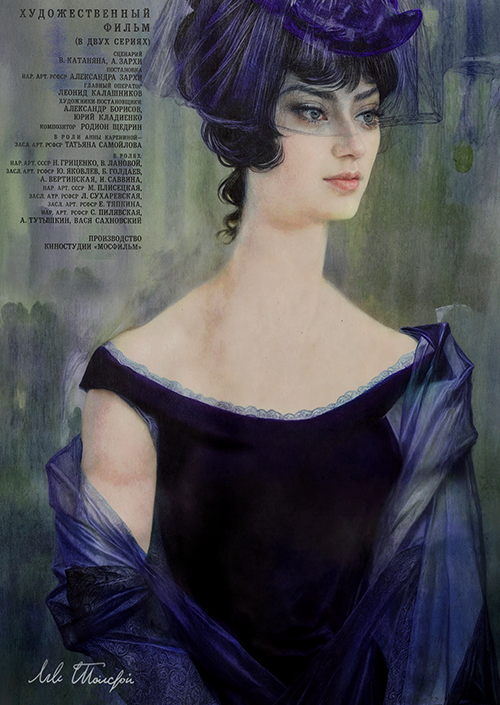 ХУДОЖЕСТВЕННЫЙ
ФИЛЬМ
(В ДВУХ СЕРИЯХ)
СЦЕНАРИЙ
В. КАТАНЯНА, А. ЗАРХИ
ПОСТАНОВКА
НАР. АРТ. РСФСР АЛЕКСАНДРА ЗАРХИ
ГЛАВНЫЙ ОПЕРАТОР
ЛЕОНИД КАЛАШНИКОВ
ХУДОЖНИКИ-ПОСТАНОВЩИКИ
АЛЕКСАНДР БОРИСОВ,
ЮРИЙ КЛАДИЕНКО
КОМПОЗИТОР РОДИОН ЩЕДРИН
В РОЛИ АННЫ КАРЕНИНОЙ—
ЗАСЛ. АРТ. РСФСР ТАТЬЯНА САМОЙЛОВА
В РОЛЯХ
НАР. АРТ. СССР Н. ГРИЦЕНКО, В. ЛАНОВОЙ,
ЗАСЛ. АРТ. РСФСР Ю. ЯКОВЛЕВ, Б. ГОЛДАЕВ,
А. ВЕРТИНСКАЯ, И. САВВИНА,
НАР. АРТ. СССР М. ПЛИСЕЦКАЯ,
ЗАСЛ. АТР. РСФСР Л. СУХАРЕВСКАЯ,
ЗАСЛ. АРТ. РСФСР Е. ТЯПКИНА,
НАР. АРТ. РСФСР С. ПИЛЯВСКАЯ,
А. ТУТЫШКИН, ВАСЯ САХНОВСКИЙ
ПРОИЗВОДСТВО
КИНОСТУДИИ «МОСФИЛЬМ»
Лев Толстой